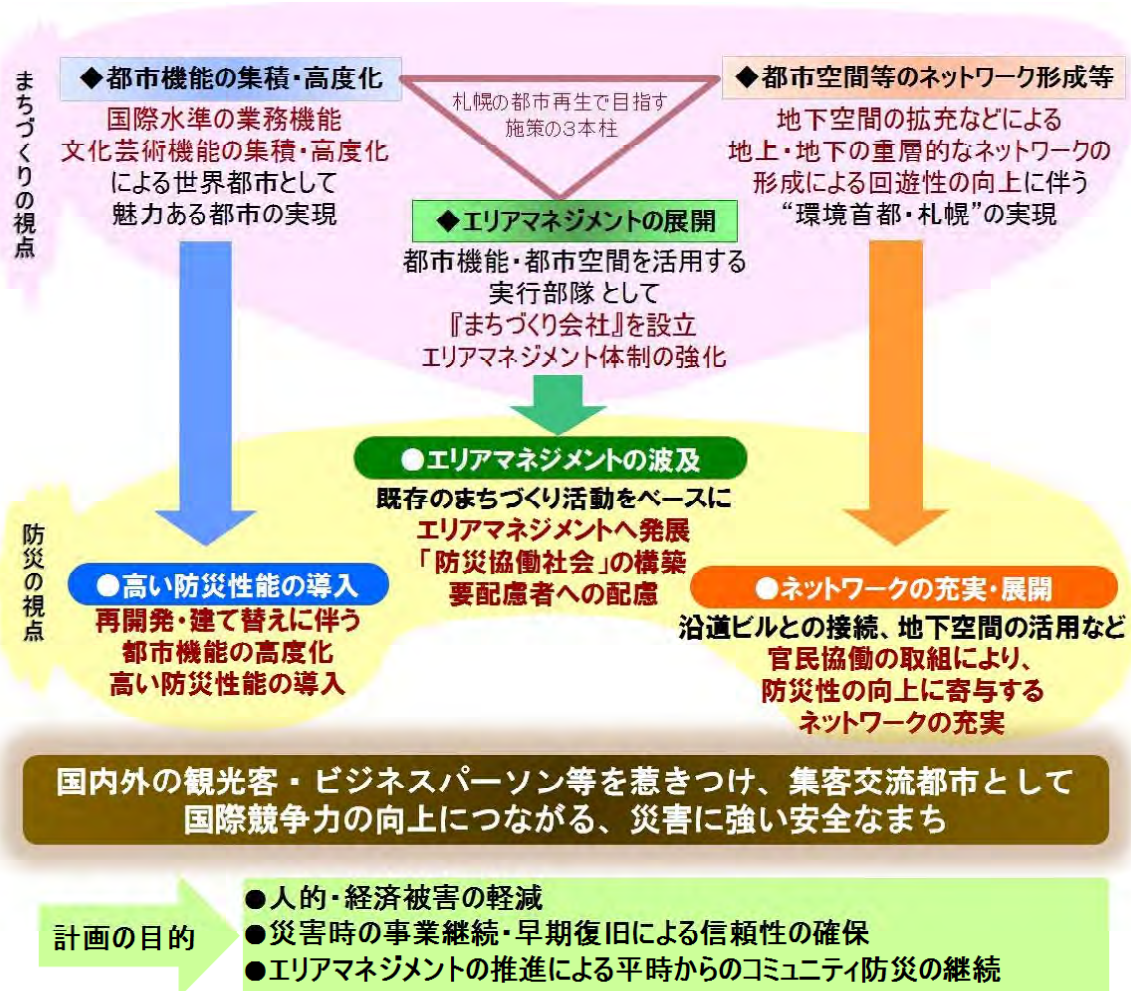 まちづくりの視点
◆都市機能の集積・高度化
国際水準の業務機能
文化芸術機能の集積・高度化
による世界都市として
魅力ある都市の実現
札幌の都市再生で目指す
施策の3本柱
◆都市空間等のネットワーク形成等
地下空間の拡充などによる
地上・地下の重層的なネットワークの
形成による回遊性の向上に伴う
“環境首都・札幌”の実現
◆エリアマネジメントの展開
都市機能・都市空間を活用する
実行部隊 として
『まちづくり会社』を設立
エリアマネジメント体制の強化
防災の視点
●エリアマネジメントの波及
既存のまちづくり活動をベースに
エリアマネジメントへ発展
「防災協働社会」の構築
要配慮者への配慮
●高い防災性能の導入
再開発・建て替えに伴う
都市機能の高度化
高い防災性能の導入
●ネットワークの充実・展開
沿道ビルとの接続、地下空間の活用など
官民協働の取組により、
防災性の向上に寄与する
ネットワークの充実
国内外の観光客・ビジネスパーソン等を惹きつけ、集客交流都市として
国際競争力の向上につながる、災害に強い安全なまち
計画の目的
●人的・経済被害の軽減
●災害時の事業継続・早期復旧による信頼性の確保
●エリアマネジメントの推進による平時からのコミュニティ防災の継続